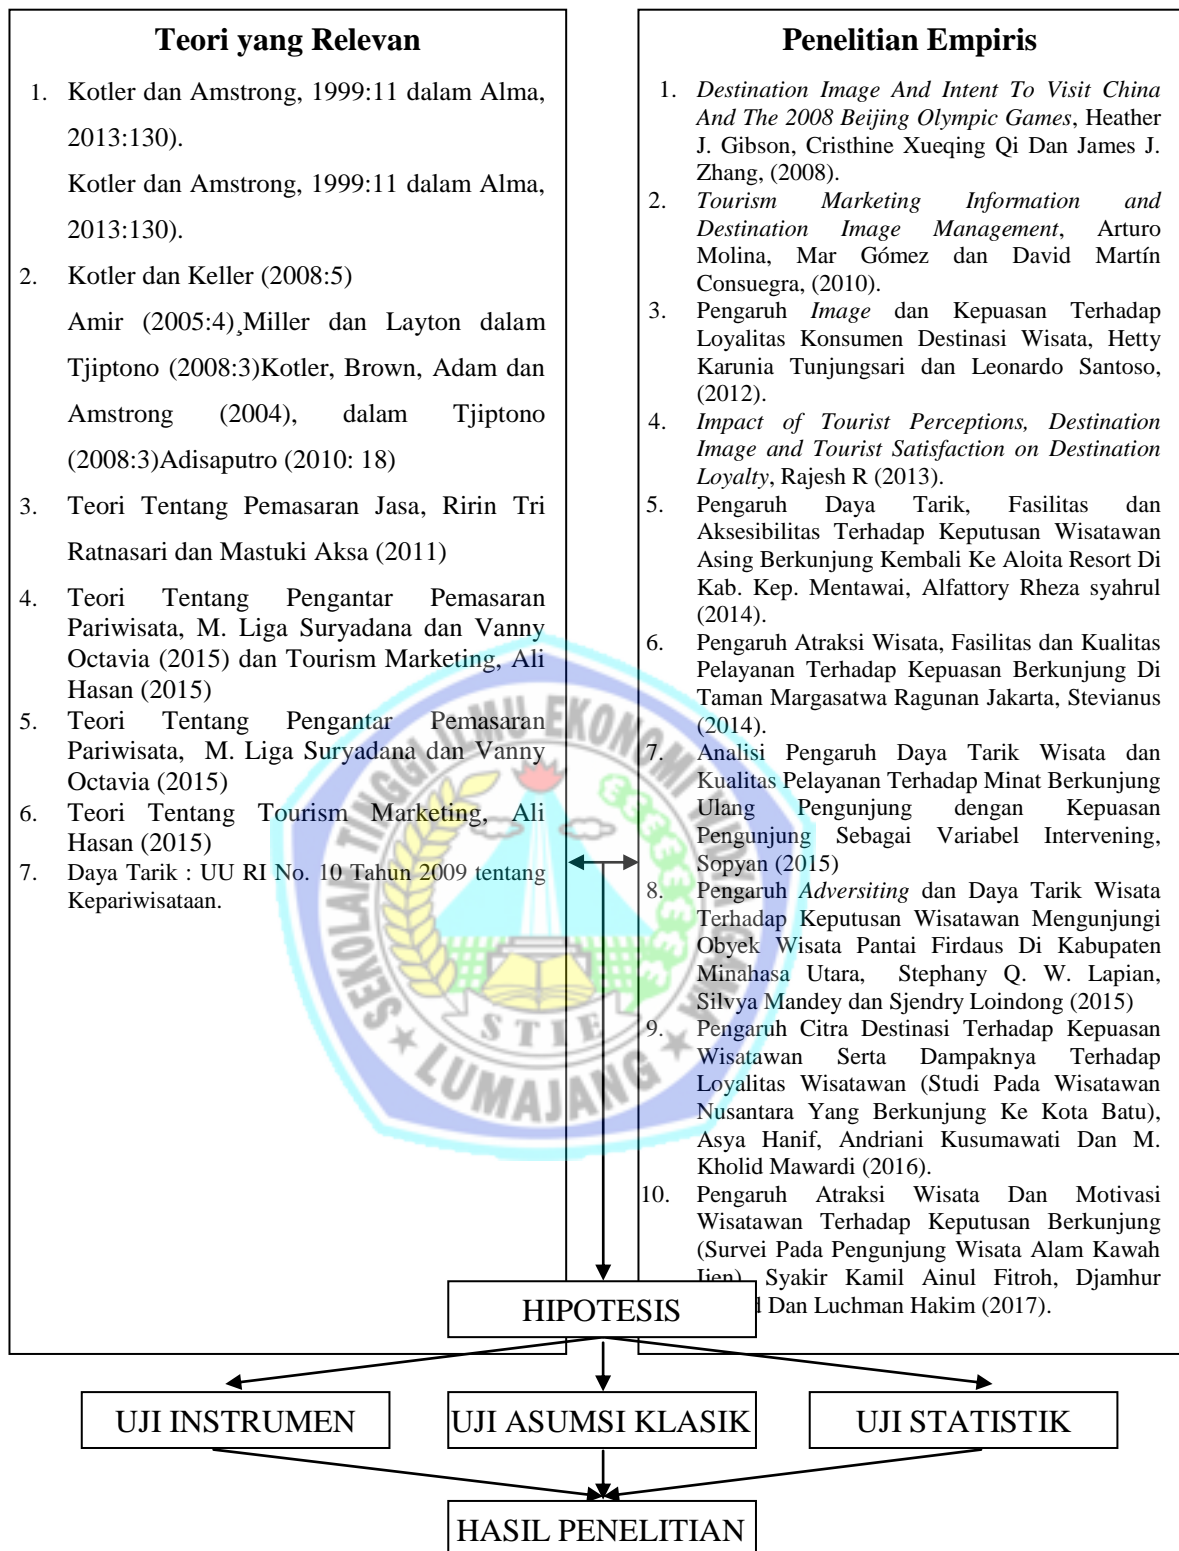 Teori yang Relevan
1. Kotler dan Amstrong, 1999:11 dalam Alma,
2013:130).
Kotler dan Amstrong, 1999:11 dalam Alma,
2013:130).
2. Kotler dan Keller (2008:5)
Amir (2005:4)¸Miller dan Layton dalam
Tjiptono (2008:3)Kotler, Brown, Adam dan
Amstrong (2004), dalam Tjiptono
(2008:3)Adisaputro (2010: 18)
3. Teori Tentang Pemasaran Jasa, Ririn Tri
Ratnasari dan Mastuki Aksa (2011)
4. Teori Tentang Pengantar Pemasaran
Pariwisata, M. Liga Suryadana dan Vanny
Octavia (2015) dan Tourism Marketing, Ali
Hasan (2015)
5. Teori Tentang Pengantar Pemasaran
Pariwisata, M. Liga Suryadana dan Vanny
Octavia (2015)
6. Teori Tentang Tourism Marketing, Ali
Hasan (2015)
7. Daya Tarik : UU RI No. 10 Tahun 2009 tentang
Kepariwisataan.
Penelitian Empiris
1. Destination Image And Intent To Visit China
And The 2008 Beijing Olympic Games, Heather
J. Gibson, Cristhine Xueqing Qi Dan James J.
Zhang, (2008).
2. Tourism Marketing Information and
Destination Image Management, Arturo
Molina, Mar Gómez dan David Martín
Consuegra, (2010).
3. Pengaruh Image dan Kepuasan Terhadap
Loyalitas Konsumen Destinasi Wisata, Hetty
Karunia Tunjungsari dan Leonardo Santoso,
(2012).
4. Impact of Tourist Perceptions, Destination
Image and Tourist Satisfaction on Destination
Loyalty, Rajesh R (2013).
5. Pengaruh Daya Tarik, Fasilitas dan
Aksesibilitas Terhadap Keputusan Wisatawan
Asing Berkunjung Kembali Ke Aloita Resort Di
Kab. Kep. Mentawai, Alfattory Rheza syahrul
(2014).
6. Pengaruh Atraksi Wisata, Fasilitas dan Kualitas
Pelayanan Terhadap Kepuasan Berkunjung Di
Taman Margasatwa Ragunan Jakarta, Stevianus
(2014).
7. Analisi Pengaruh Daya Tarik Wisata dan
Kualitas Pelayanan Terhadap Minat Berkunjung
Ulang Pengunjung dengan Kepuasan
Pengunjung Sebagai Variabel Intervening,
Sopyan (2015)
8. Pengaruh Adversiting dan Daya Tarik Wisata
Terhadap Keputusan Wisatawan Mengunjungi
Obyek Wisata Pantai Firdaus Di Kabupaten
Minahasa Utara, Stephany Q. W. Lapian,
Silvya Mandey dan Sjendry Loindong (2015)
9. Pengaruh Citra Destinasi Terhadap Kepuasan
Wisatawan Serta Dampaknya Terhadap
Loyalitas Wisatawan (Studi Pada Wisatawan
Nusantara Yang Berkunjung Ke Kota Batu),
Asya Hanif, Andriani Kusumawati Dan M.
Kholid Mawardi (2016).
10. Pengaruh Atraksi Wisata Dan Motivasi
Wisatawan Terhadap Keputusan Berkunjung
(Survei Pada Pengunjung Wisata Alam Kawah
Ijen), Syakir Kamil Ainul Fitroh, Djamhur
Dan Luchman Hakim (2017).
SEKOLAH TINGGI ILMU EKONOMI WIDYA GAMA
STIE
LUMAJANG
HIPOTESIS
UJI INSTRUMEN
UJI ASUMSI KLASIK
UJI STATISTIK
HASIL PENELITIAN